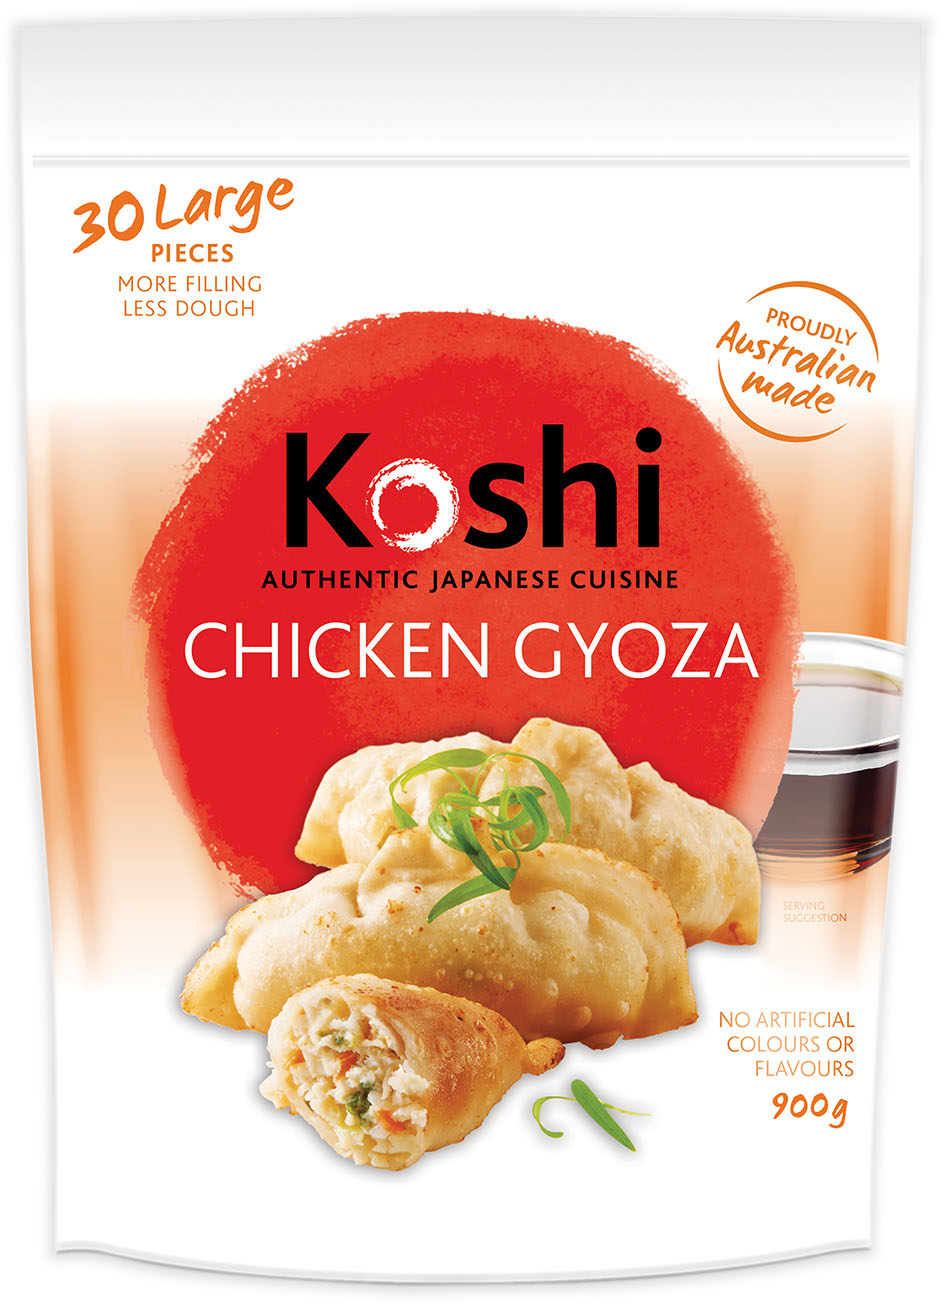 30 Large
PIECES
MORE FILLING
LESS DOUGH
PROUDLY
Australian
made
Koshi
AUTHENTIC JAPANESE CUISINE
CHICKEN GYOZA
SERVING
SUGGESTION
NO ARTIFICIAL
COLOURS OR
FLAVOURS
900g